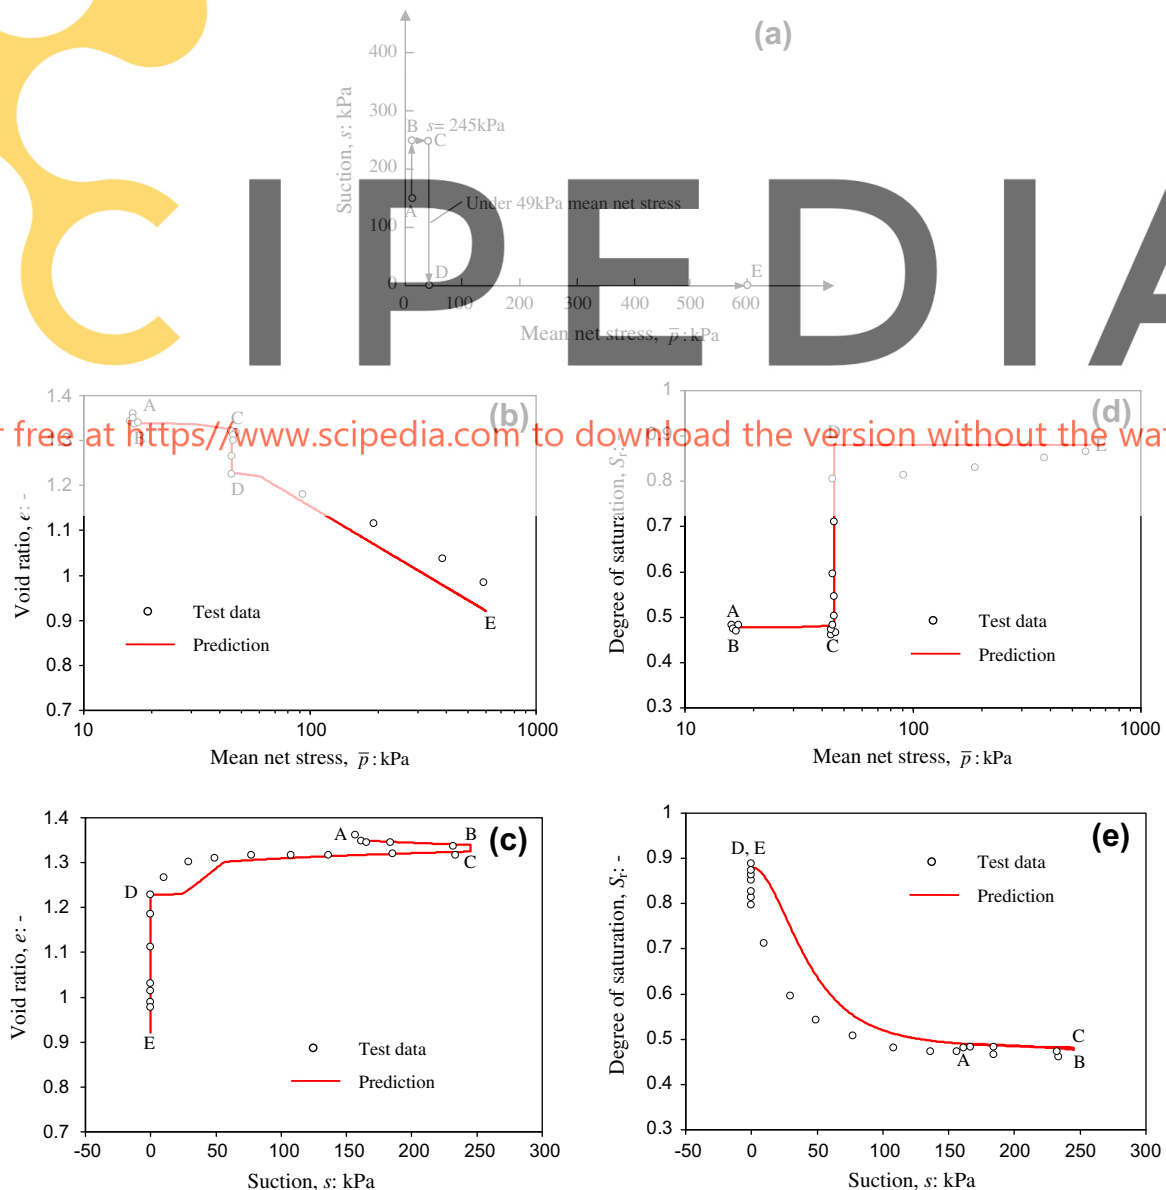 (a)
400
300
200
100
0
Suction, s: kPa
B
s= 245kPa
C
A
Under 49kPa mean net stress
D
E
0 100 200 300 400 500 600
Mean net stress, p̅ : kPa
CIPEDIA
r free at https://www.scipedia.com to download the version without the wat
(b)
1.4
1.3
1.2
1.1
1
0.9
0.8
0.7
Void ratio, e: -
A
B
C
D
E
Test data
Prediction
10 100 1000
Mean net stress, p̅ : kPa
(d)
1
0.9
0.8
0.7
0.6
0.5
0.4
0.3
Degree of saturation, Sr: -
D
E
A
B
C
Test data
Prediction
10 100 1000
Mean net stress, p̅ : kPa
(c)
1.4
1.3
1.2
1.1
1
0.9
0.8
0.7
Void ratio, e: -
A
B
C
D
E
Test data
Prediction
-50 0 50 100 150 200 250 300
Suction, s: kPa
(e)
1
0.9
0.8
0.7
0.6
0.5
0.4
0.3
Degree of saturation, Sr: -
D, E
Test data
Prediction
C
A
B
-50 0 50 100 150 200 250 300
Suction, s: kPa